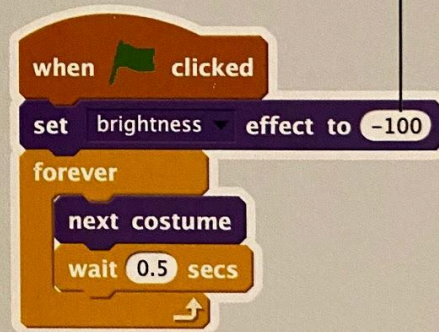 when clicked
set brightness effect to -100
forever
next costume
wait 0.5 secs